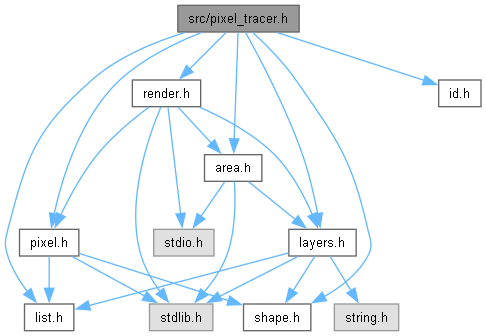 src/pixel_tracer.h
render.h
id.h
area.h
pixel.h
stdio.h
layers.h
list.h
stdlib.h
shape.h
string.h